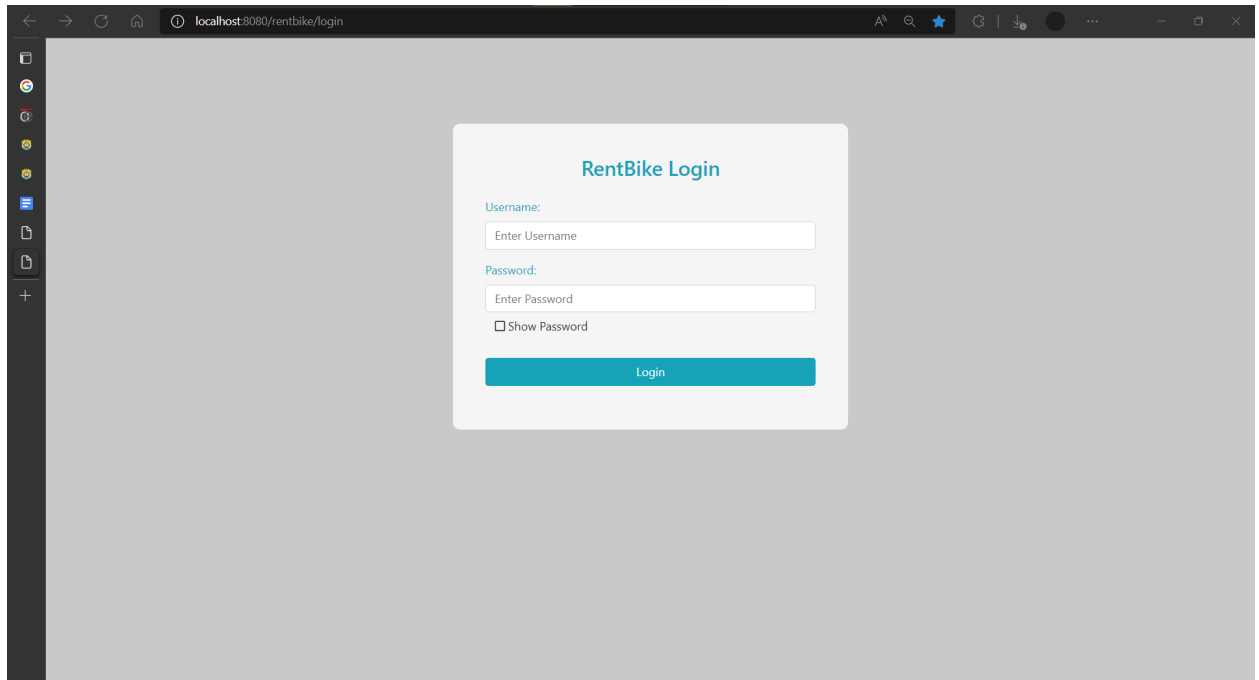 localhost:8080/rentbike/login
RentBike Login
Username:
Enter Username
Password:
Enter Password
Show Password
Login